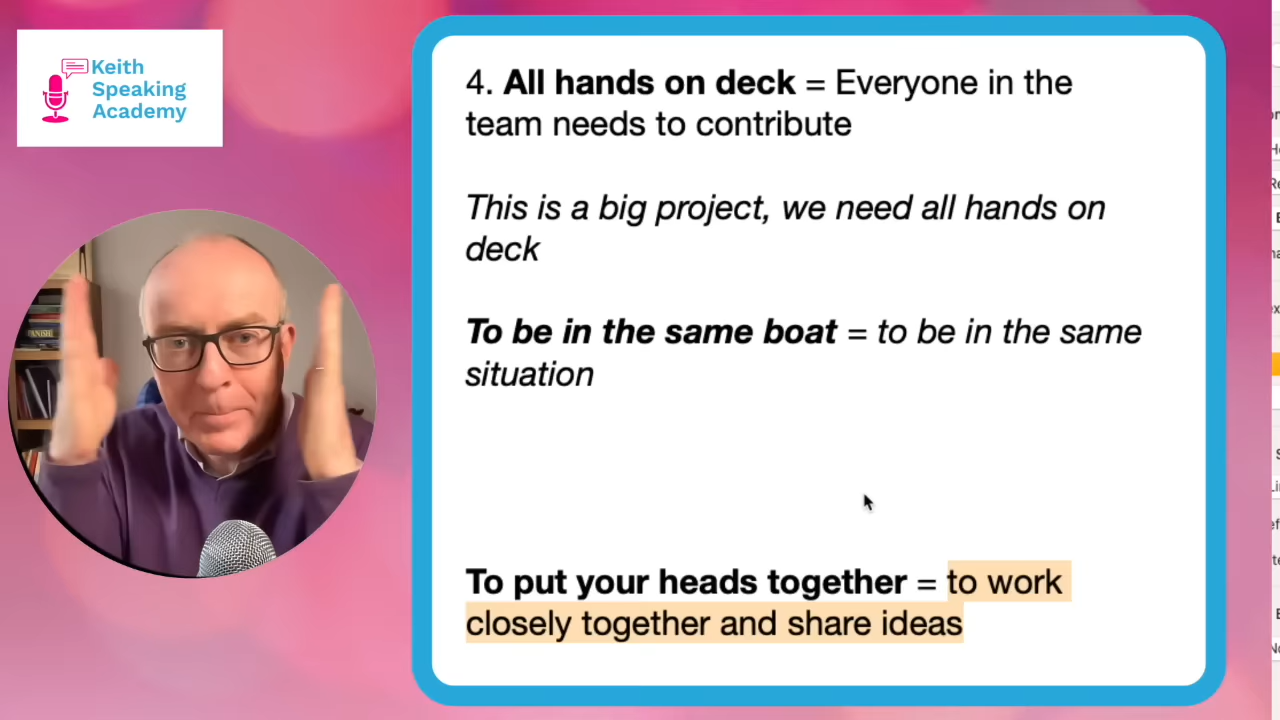 Keith
Speaking
Academy
4. All hands on deck = Everyone in the
team needs to contribute
This is a big project, we need all hands on
deck
To be in the same boat = to be in the same
situation
To put your heads together = to work
closely together and share ideas
SPANISH